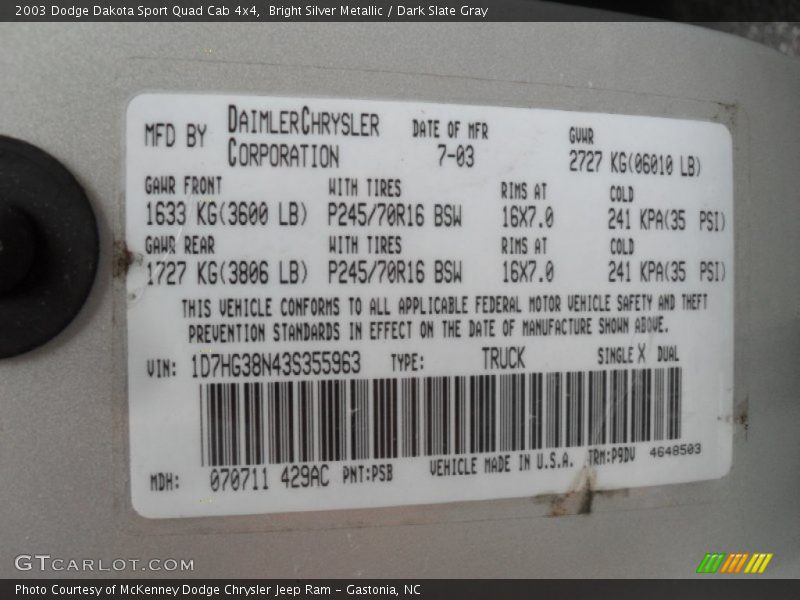 2003 Dodge Dakota Sport Quad Cab 4x4,  Bright Silver Metallic / Dark Slate Gray
MFD BY DAIMLERCHRYSLER CORPORATION DATE OF MFR 7-03 GVWR 2727 KG(06010 LB)
GAWR FRONT WITH TIRES RIMS AT COLD
1633 KG(3600 LB) P245/70R16 BSW 16X7.0 241 KPA(35 PSI)
GAWR REAR WITH TIRES RIMS AT COLD
1727 KG(3806 LB) P245/70R16 BSW 16X7.0 241 KPA(35 PSI)
THIS VEHICLE CONFORMS TO ALL APPLICABLE FEDERAL MOTOR VEHICLE SAFETY AND THEFT
PREVENTION STANDARDS IN EFFECT ON THE DATE OF MANUFACTURE SHOWN ABOVE.
VIN: 1D7HG38N43S355963 TYPE: TRUCK SINGLE X DUAL
MDH: 070711 429AC PNT:PSB VEHICLE MADE IN U.S.A. TRM:P9DV 4648503
GTCARLOT.COM
Photo Courtesy of McKenney Dodge Chrysler Jeep Ram – Gastonia, NC